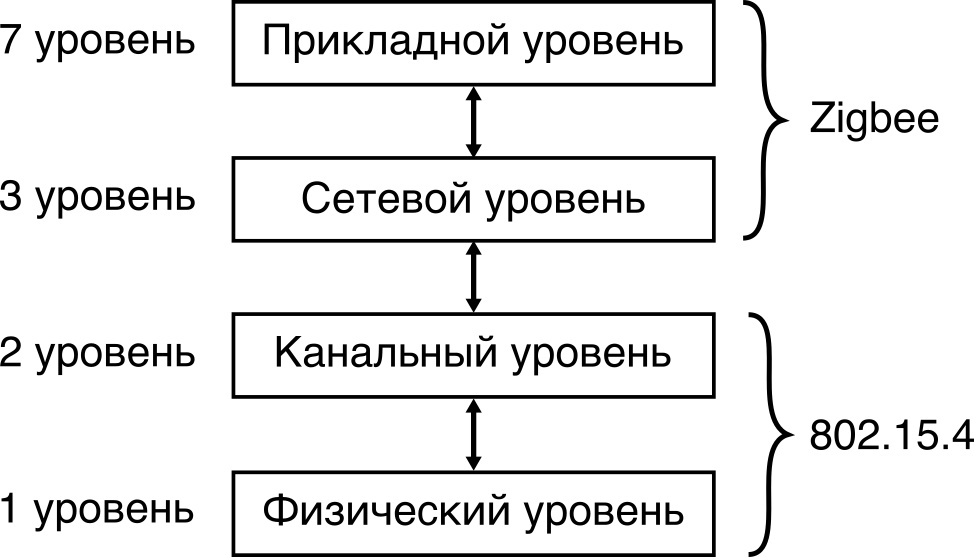 7 уровень
Прикладной уровень
Zigbee
3 уровень
Сетевой уровень
2 уровень
Канальный уровень
802.15.4
1 уровень
Физический уровень